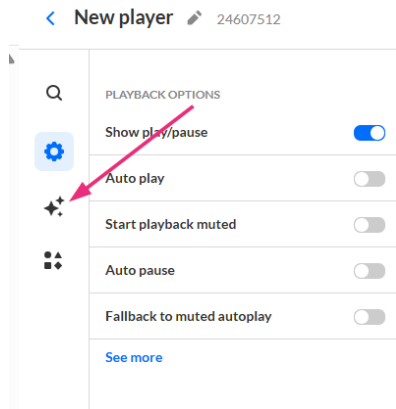 New player 24607512
PLAYBACK OPTIONS
Show play/pause
Auto play
Start playback muted
Auto pause
Fallback to muted autoplay
See more